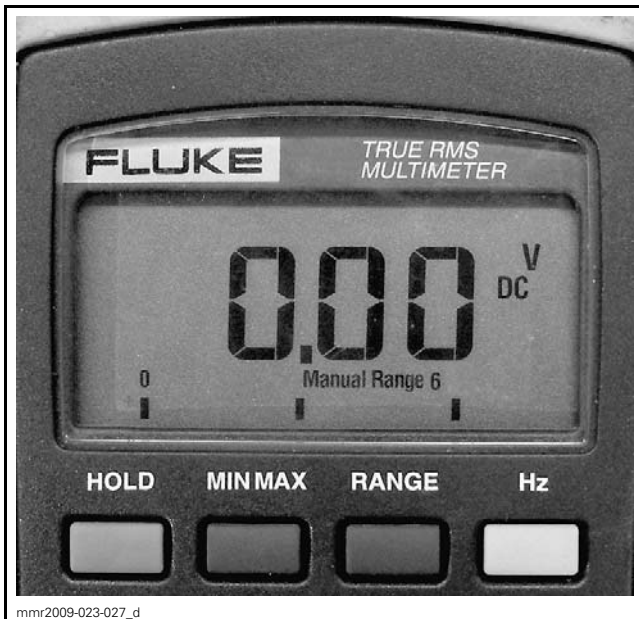 FLUKE
TRUE RMS
MULTIMETER
0.00 V
DC
0 Manual Range 6
HOLD MIN MAX RANGE Hz
mmr2009-023-027_d